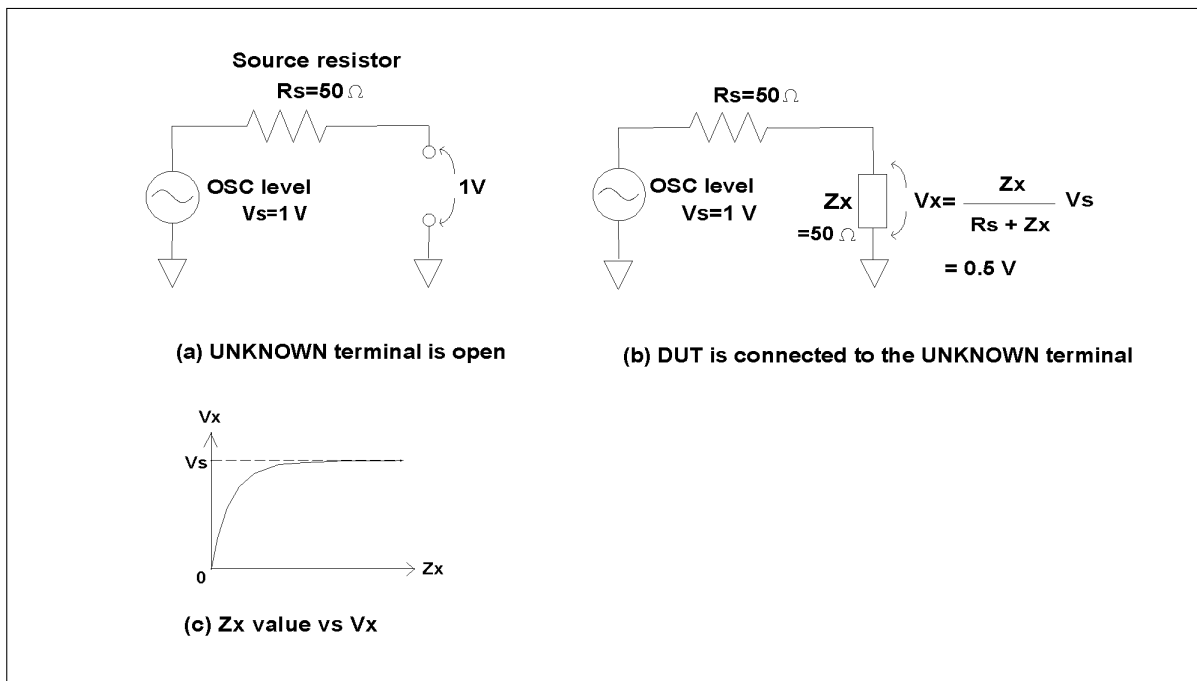 Source resistor
Rs=50 Ω
OSC level
Vs=1 V
1V
(a) UNKNOWN terminal is open
Rs=50 Ω
OSC level
Vs=1 V
Zx
=50 Ω
Vx= Zx / Rs + Zx Vs
= 0.5 V
(b) DUT is connected to the UNKNOWN terminal
Vx
Vs
0
Zx
(c) Zx value vs Vx